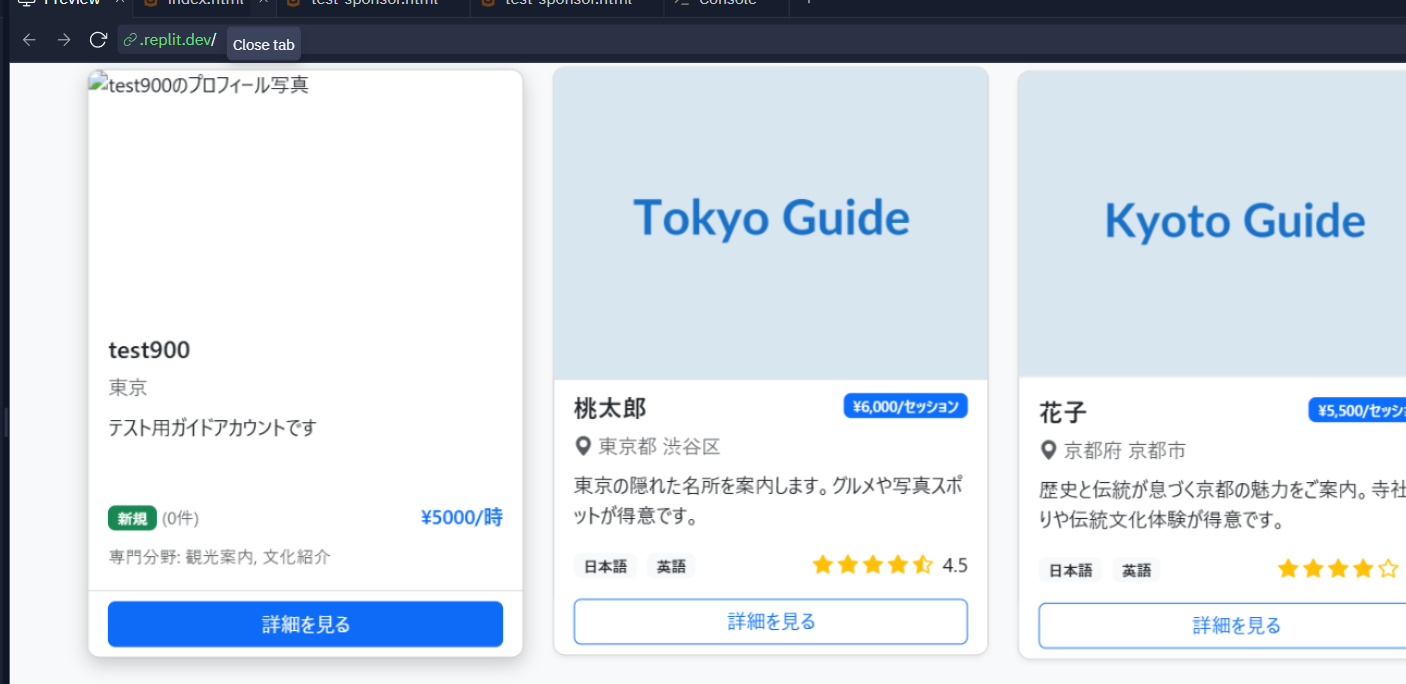 Preview
index.html
test-sponsor.html
test-sponsor.html
Console
.replit.dev/
Close tab
test900のプロフィール写真
test900
東京
テスト用ガイドアカウントです
新規 (0件) ¥5000/時
専門分野: 観光案内, 文化紹介
詳細を見る
Tokyo Guide
桃太郎 ¥6,000/セッション
東京都 渋谷区
東京の隠れた名所を案内します。グルメや写真スポ
ットが得意です。
日本語 英語 4.5
詳細を見る
Kyoto Guide
花子 ¥5,500/セッ
京都府 京都市
歴史と伝統が息づく京都の魅力をご案内。寺社
りや伝統文化体験が得意です。
日本語 英語
詳細を見る